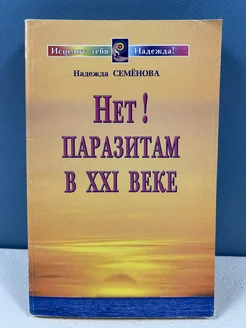 Исцелит тебя Надежда!
Надежда СЕМЁНОВА
НЕТ!
ПАРАЗИТАМ
В XXI ВЕКЕ